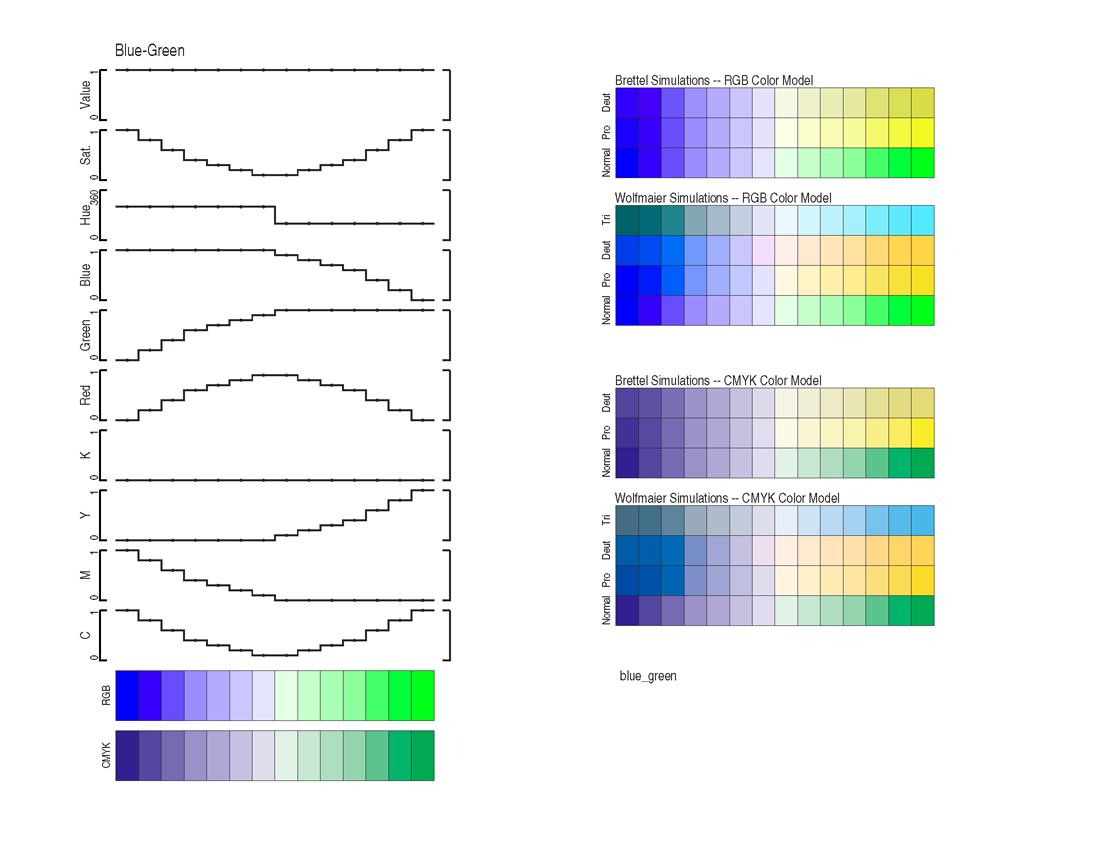 Blue-Green
Value
1
0
Sat.
1
0
Hue
360
0
Blue
1
0
Green
1
0
Red
1
0
K
1
0
Y
1
0
M
1
0
C
1
0
RGB
CMYK
Brettel Simulations -- RGB Color Model
Deut
Pro
Normal
Wolfmaier Simulations -- RGB Color Model
Tri
Deut
Pro
Normal
Brettel Simulations -- CMYK Color Model
Deut
Pro
Normal
Wolfmaier Simulations -- CMYK Color Model
Tri
Deut
Pro
Normal
blue_green